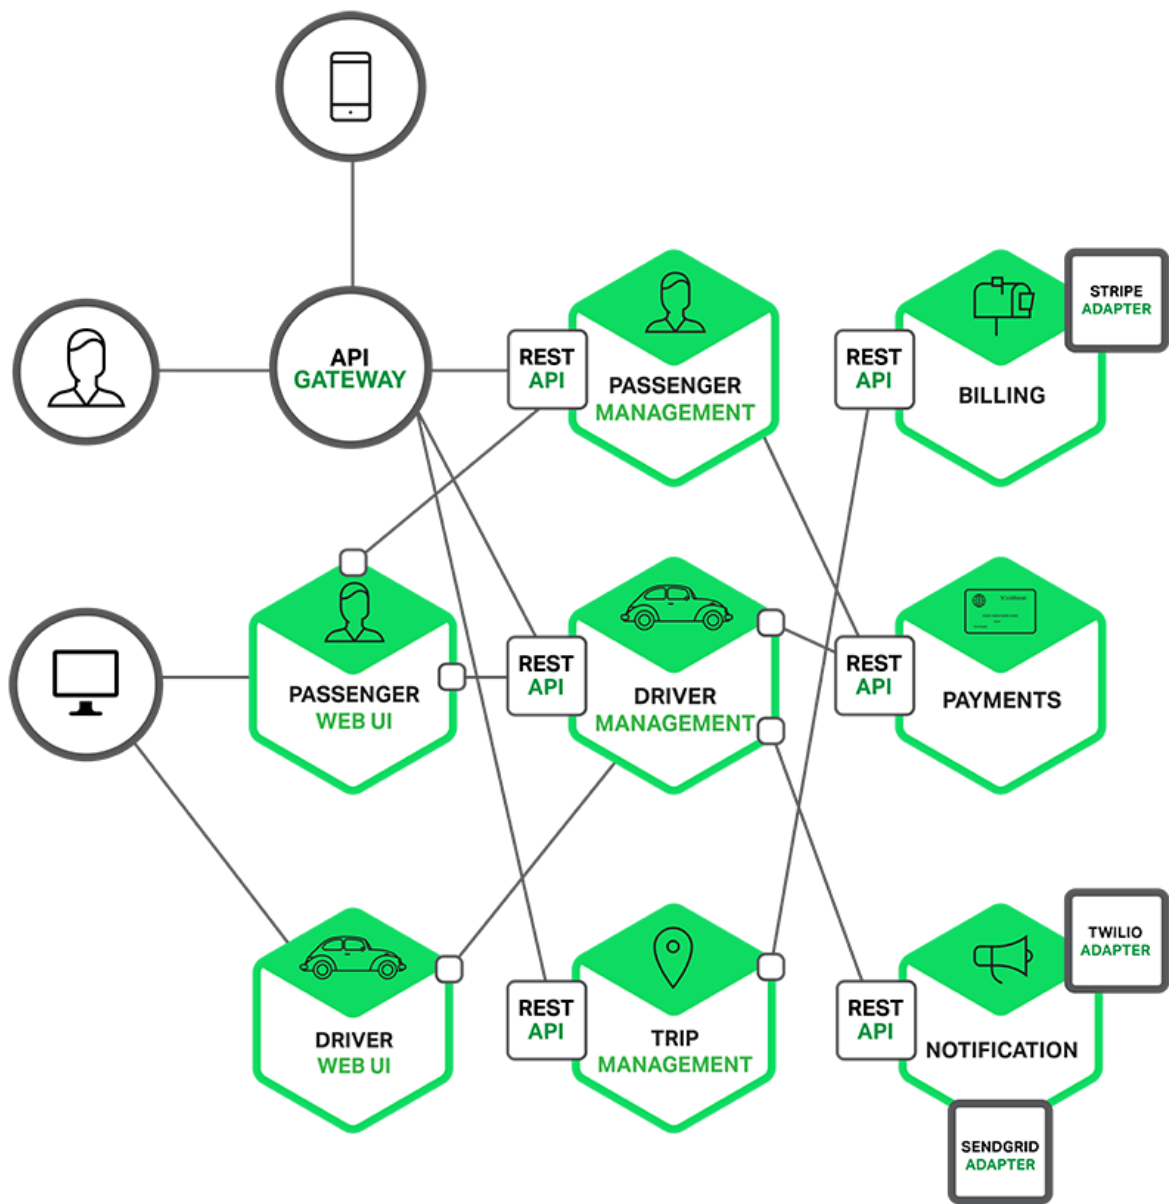 API
GATEWAY
REST
API
PASSENGER
MANAGEMENT
REST
API
BILLING
STRIPE
ADAPTER
PASSENGER
WEB UI
REST
API
DRIVER
MANAGEMENT
REST
API
PAYMENTS
DRIVER
WEB UI
REST
API
TRIP
MANAGEMENT
REST
API
NOTIFICATION
TWILIO
ADAPTER
SENDGRID
ADAPTER